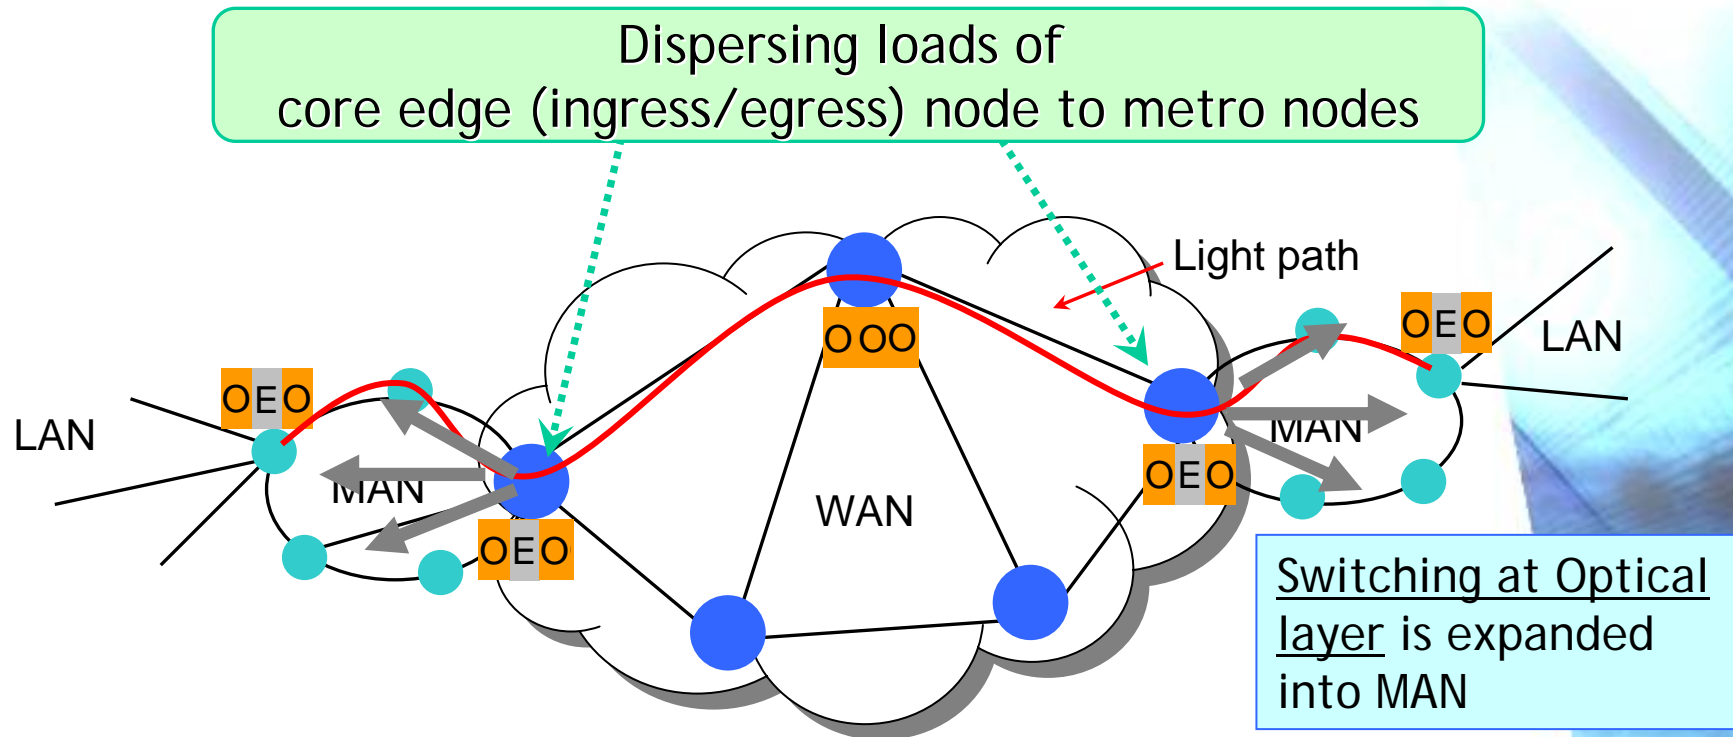 Dispersing loads of
core edge (ingress/egress) node to metro nodes
Light path
OEO
LAN
OOO
OEO
LAN
MAN
OEO
MAN
WAN
OEO
Switching at Optical
layer is expanded
into MAN